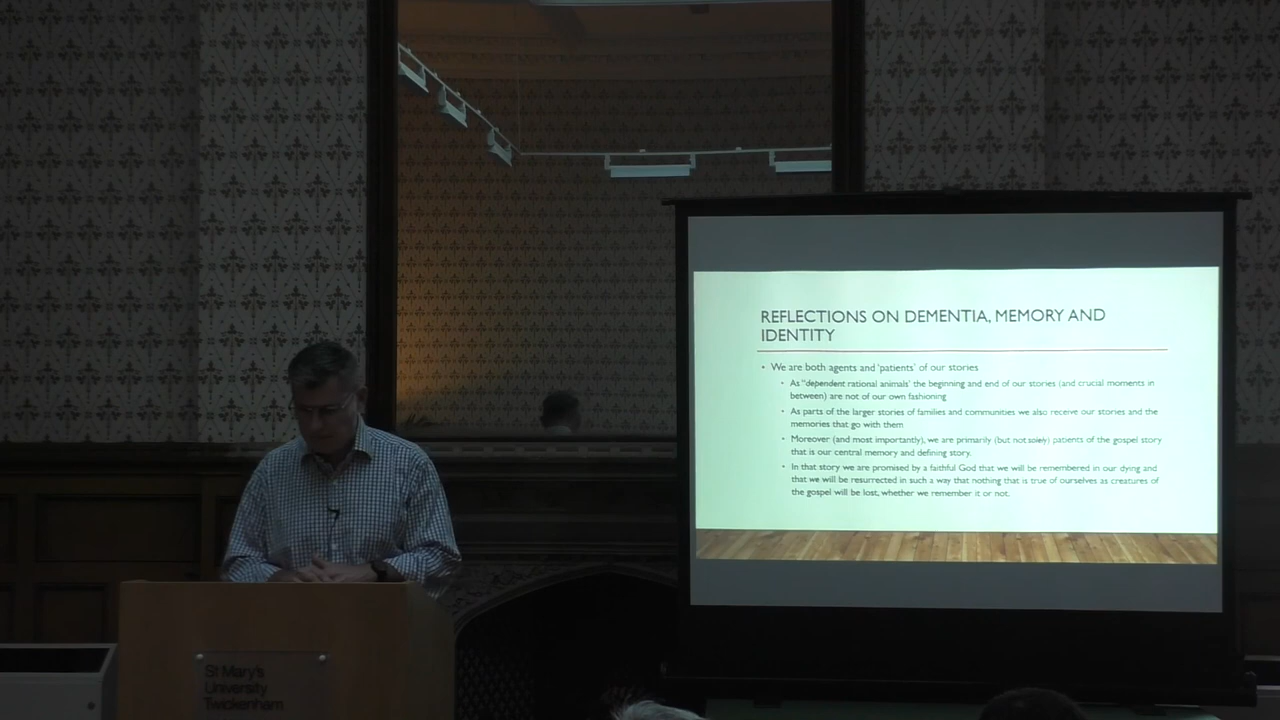 REFLECTIONS ON DEMENTIA, MEMORY AND
IDENTITY
• We are both agents and 'patients' of our stories
• As "dependent rational animals' the beginning and end of our stories (and crucial moments in
between) are not of our own fashioning
• As parts of the larger stories of families and communities we also receive our stories and the
memories that go with them
• Moreover (and most importantly), we are primarily (but not solely) patients of the gospel story
that is our central memory and defining story.
• In that story we are promised by a faithful God that we will be remembered in our dying and
that we will be resurrected in such a way that nothing that is true of ourselves as creatures of
the gospel will be lost, whether we remember it or not.
St Mary's
University
Twickenham